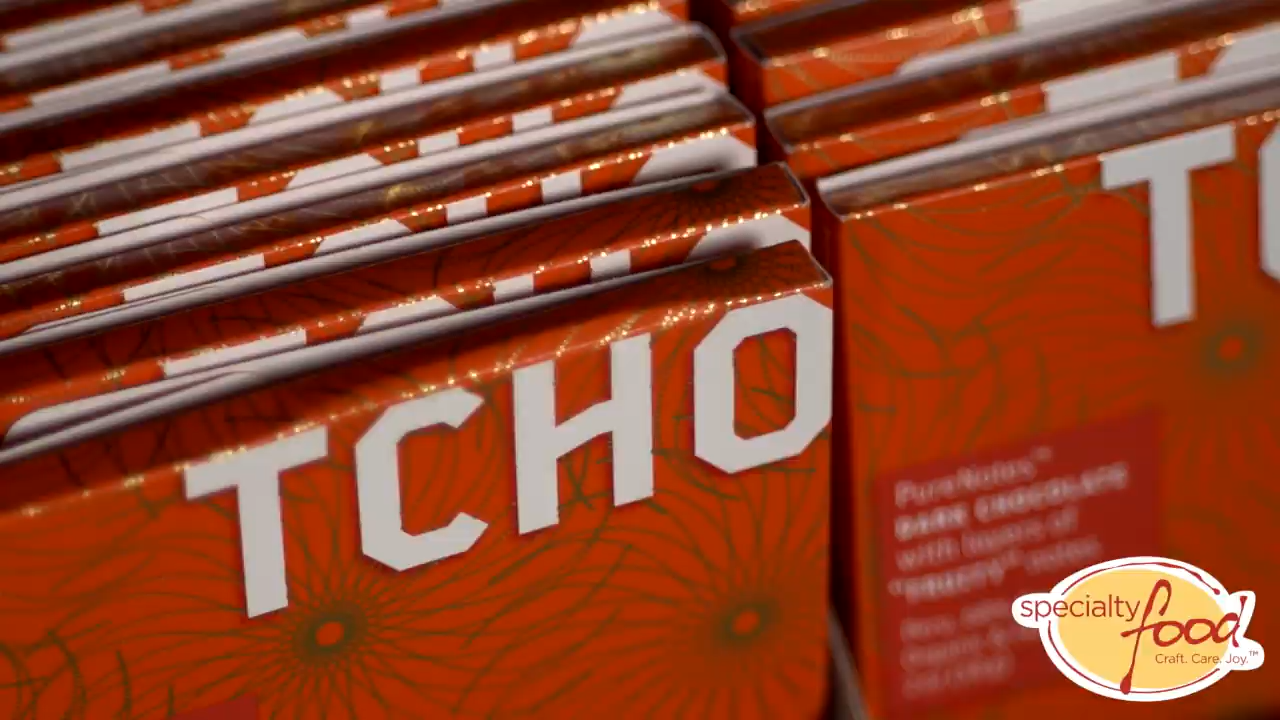 TCHO
TC
PureNotes™
DARK CHOCOLATE
with layers of
"FRUITY" notes.
specialty food
Craft. Care. Joy.™